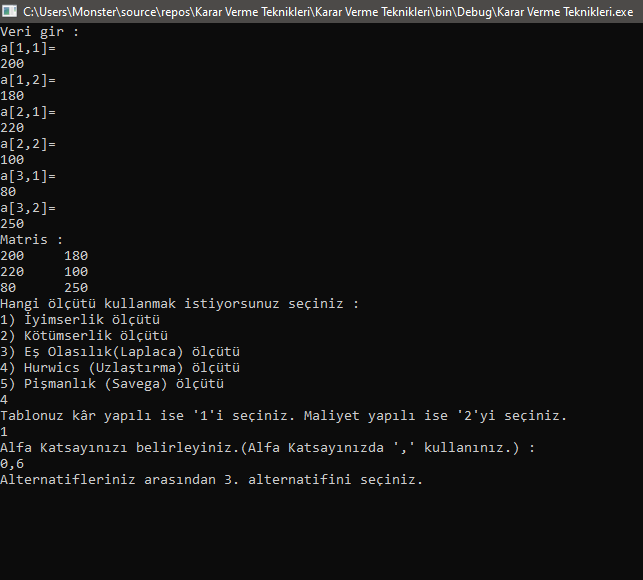 C:\Users\Monster\source\repos\Karar Verme Teknikleri\Karar Verme Teknikleri\bin\Debug\Karar Verme Teknikleri.exe
Veri gir :
a[1,1]=
200
a[1,2]=
180
a[2,1]=
220
a[2,2]=
100
a[3,1]=
80
a[3,2]=
250
Matris :
200 180
220 100
80 250
Hangi ölçütü kullanmak istiyorsunuz seçiniz :
1) İyimserlik ölçütü
2) Kötümserlik ölçütü
3) Eş Olasılık(Laplaca) ölçütü
4) Hurwics (Uzlaştırma) ölçütü
5) Pişmanlık (Savega) ölçütü
4
Tablonuz kâr yapılı ise '1'i seçiniz. Maliyet yapılı ise '2'yi seçiniz.
1
Alfa Katsayınızı belirleyiniz.(Alfa Katsayınızda ',' kullanınız.) :
0,6
Alternatifleriniz arasından 3. alternatifini seçiniz.